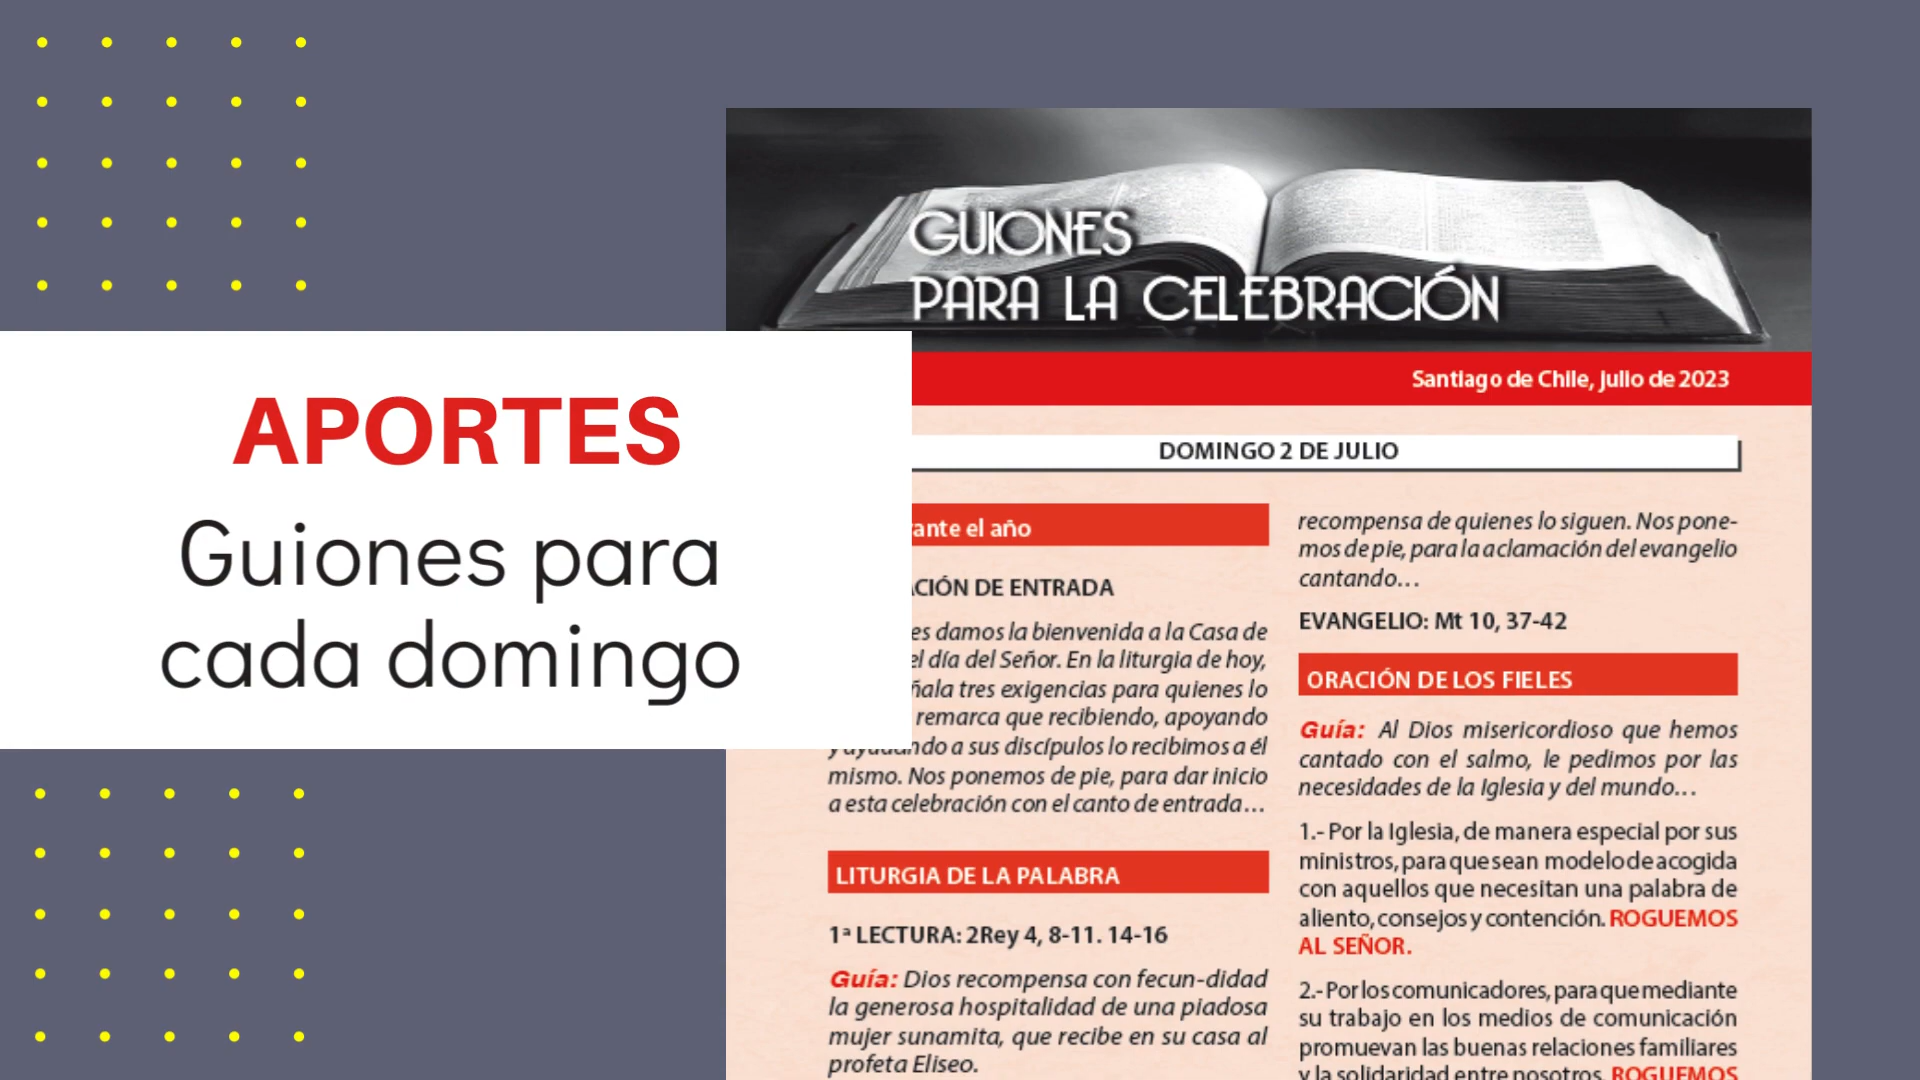 APORTES
Guiones para
cada domingo
GUIONES
PARA LA CELEBRACIÓN
Santiago de Chile, julio de 2023
DOMINGO 2 DE JULIO
el año
DE ENTRADA
damos la bienvenida a la Casa de
el día del Señor. En la liturgia de hoy,
tres exigencias para quienes lo
remarca que recibiendo, apoyando
a sus discípulos lo recibimos a él
mismo. Nos ponemos de pie, para dar inicio
a esta celebración con el canto de entrada…
LITURGIA DE LA PALABRA
1ª LECTURA: 2Rey 4, 8-11. 14-16
Guía: Dios recompensa con fecun-didad
la generosa hospitalidad de una piadosa
mujer sunamita, que recibe en su casa al
profeta Eliseo.
recompensa de quienes lo siguen. Nos pone-
mos de pie, para la aclamación del evangelio
cantando…
EVANGELIO: Mt 10, 37-42
ORACIÓN DE LOS FIELES
Guía: Al Dios misericordioso que hemos
cantado con el salmo, le pedimos por las
necesidades de la Iglesia y del mundo…
1.- Por la Iglesia, de manera especial por sus
ministros, para que sean modelo de acogida
con aquellos que necesitan una palabra de
aliento, consejos y contención. ROGUEMOS
AL SEÑOR.
2.- Por los comunicadores, para que mediante
su trabajo en los medios de comunicación
promuevan las buenas relaciones familiares
y la solidaridad entre nosotros. ROGUEMOS